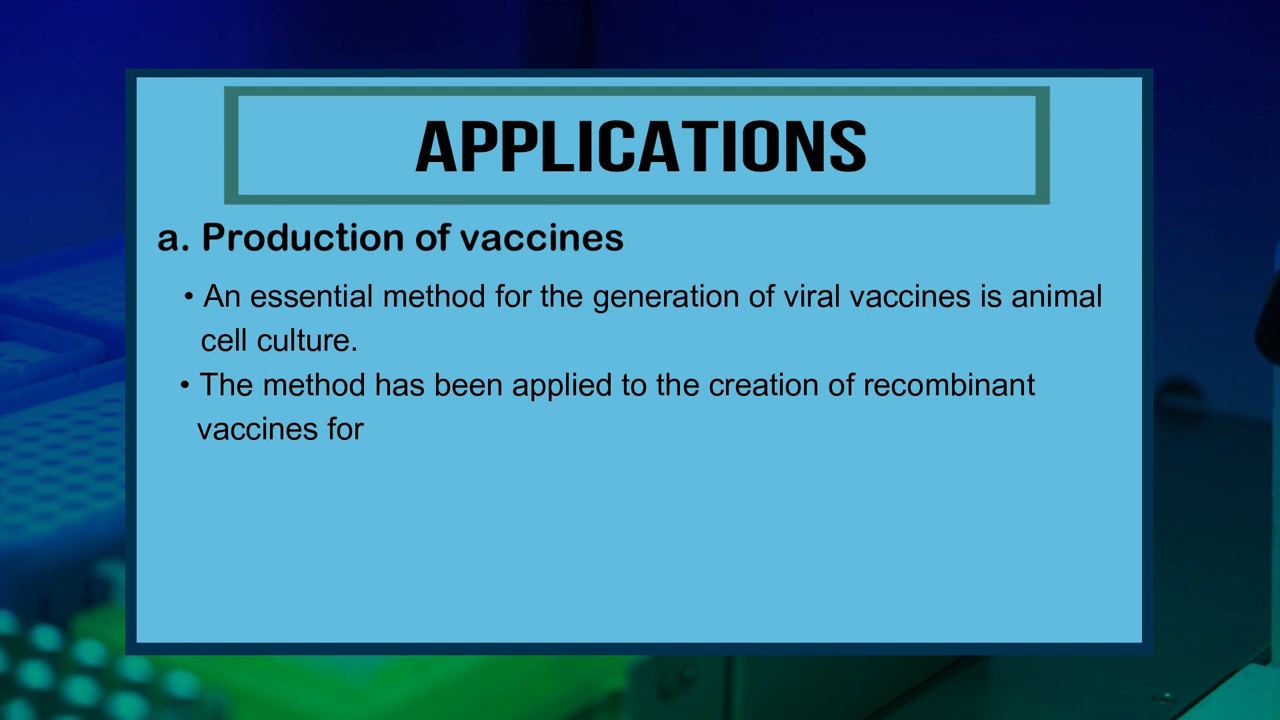 APPLICATIONS
a. Production of vaccines
• An essential method for the generation of viral vaccines is animal
cell culture.
• The method has been applied to the creation of recombinant
vaccines for